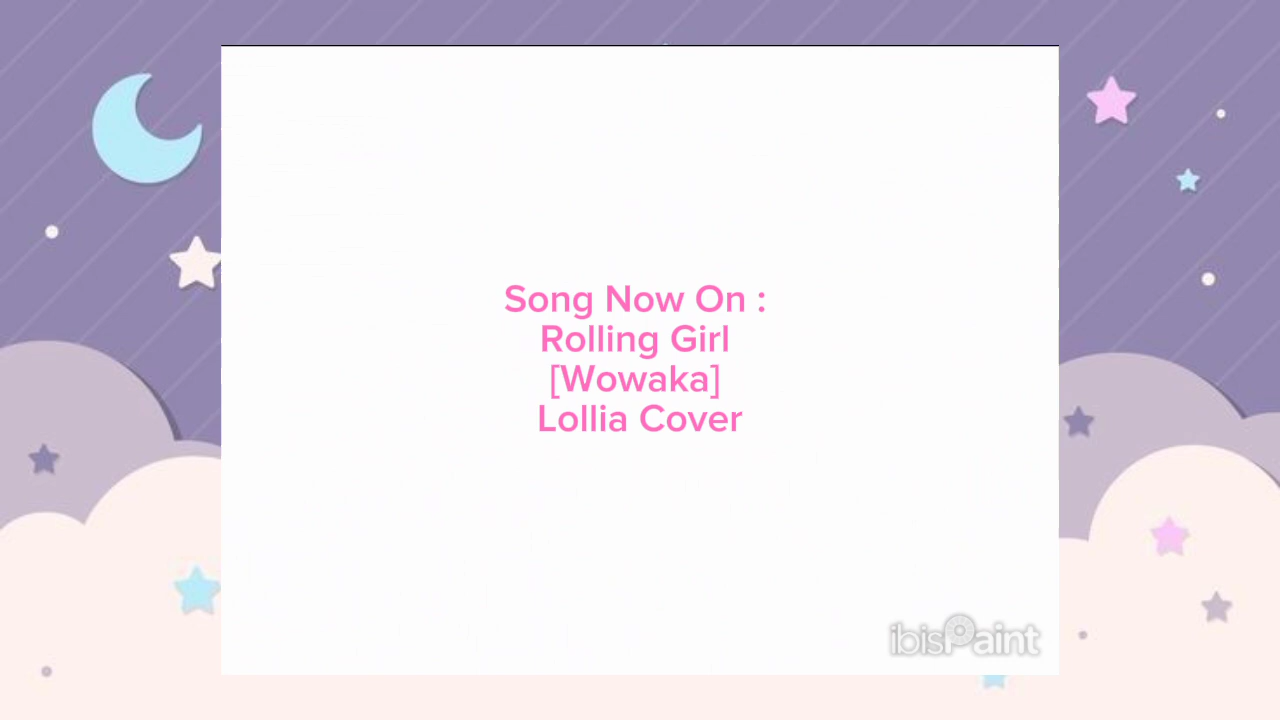 Song Now On :
Rolling Girl
[Wowaka]
Lollia Cover
ibisPaint